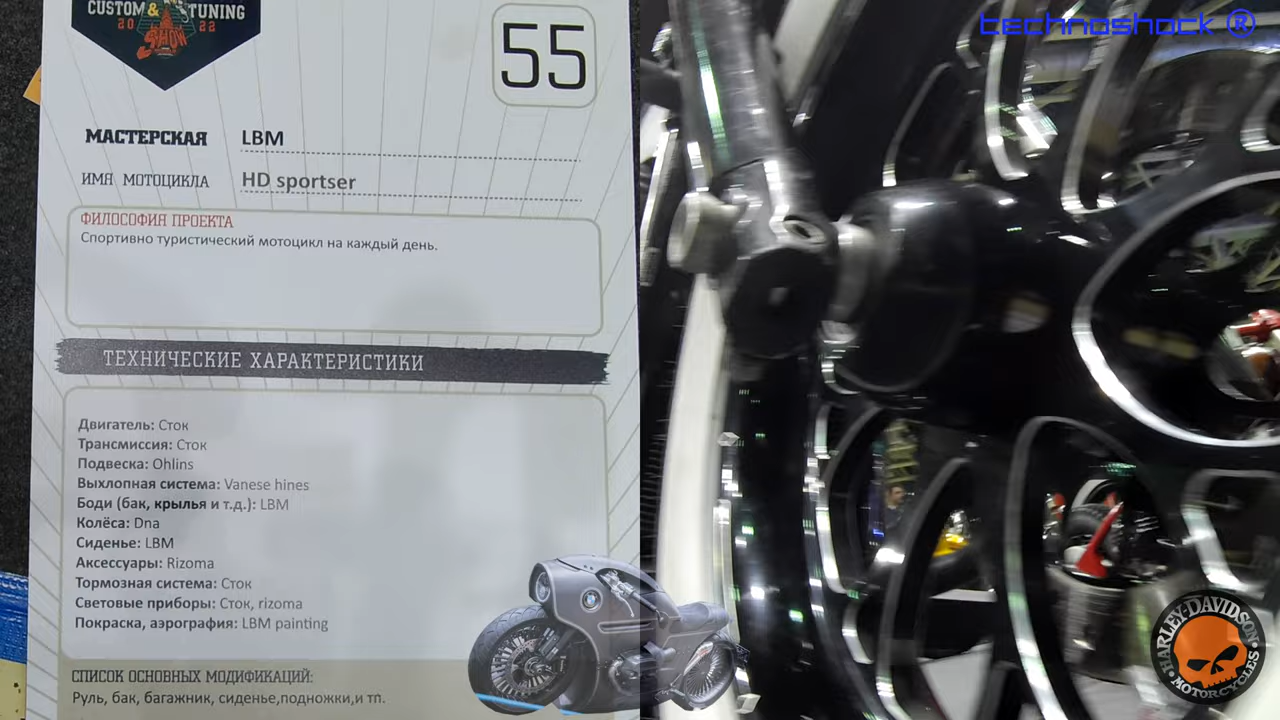 CUSTOM & TUNING
2022
SHOW
55
technoshock ®
МАСТЕРСКАЯ LBM
ИМЯ МОТОЦИКЛА HD sportser
ФИЛОСОФИЯ ПРОЕКТА
Спортивно туристический мотоцикл на каждый день.
ТЕХНИЧЕСКИЕ ХАРАКТЕРИСТИКИ
Двигатель: Сток
Трансмиссия: Сток
Подвеска: Ohlins
Выхлопная система: Vanese hines
Боди (бак, крылья и т.д.): LBM
Колёса: Dna
Сиденье: LBM
Аксессуары: Rizoma
Тормозная система: Сток
Световые приборы: Сток, rizoma
Покраска, аэрография: LBM painting
СПИСОК ОСНОВНЫХ МОДИФИКАЦИЙ:
Руль, бак, багажник, сиденье,подножки,и тп.
HARLEY-DAVIDSON
MOTORCYCLES